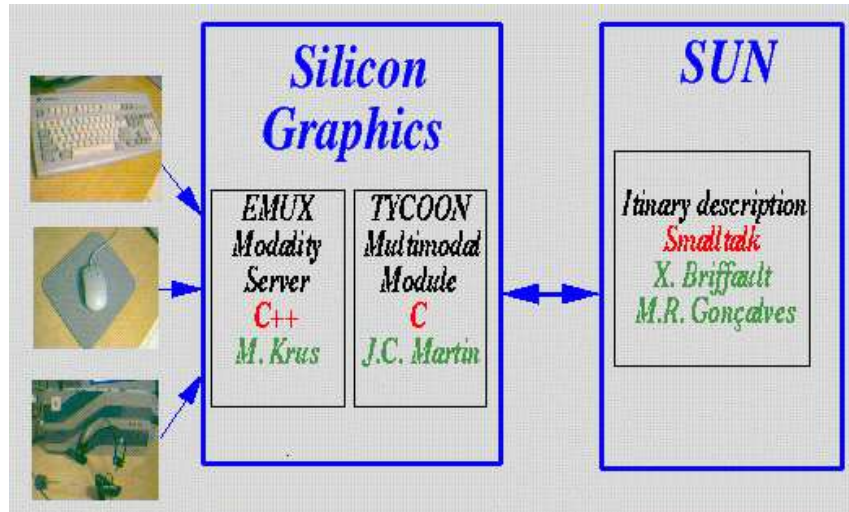 Silicon
Graphics
EMUX
Modality
Server
C++
M. Krus
TYCOON
Multimodal
Module
C
J.C. Martin
SUN
Itinary description
Smalltalk
X. Briffault
M.R. Gonçalves